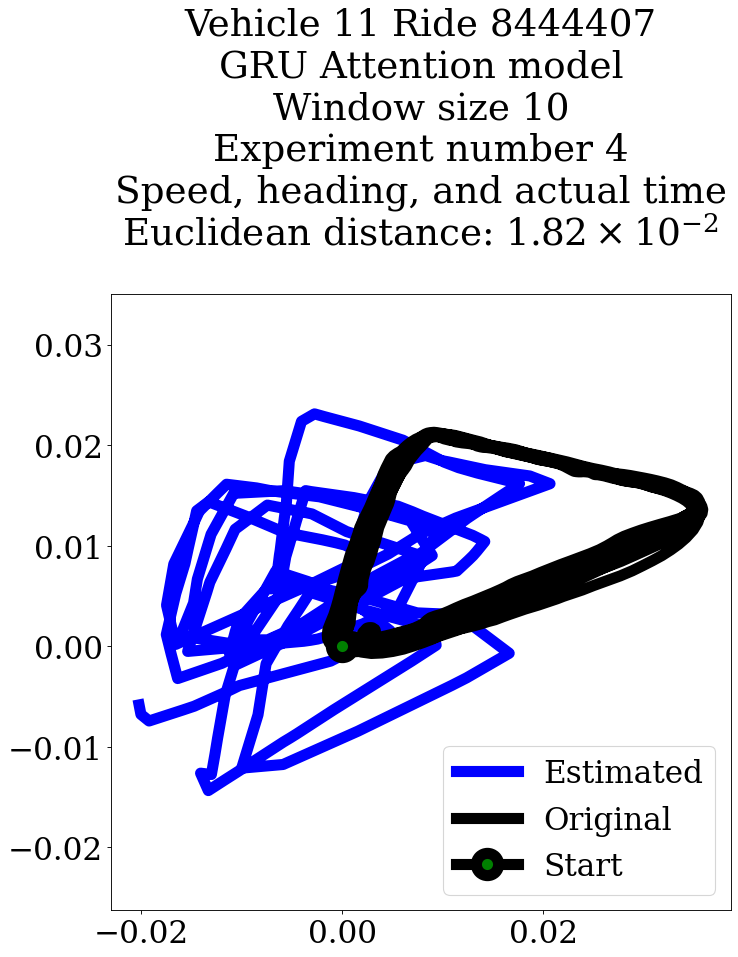 Vehicle 11 Ride 8444407
GRU Attention model
Window size 10
Experiment number 4
Speed, heading, and actual time
Euclidean distance: 1.82 × 10⁻²
0.03
0.02
0.01
0.00
−0.01
−0.02
Estimated
Original
Start
−0.02 0.00 0.02